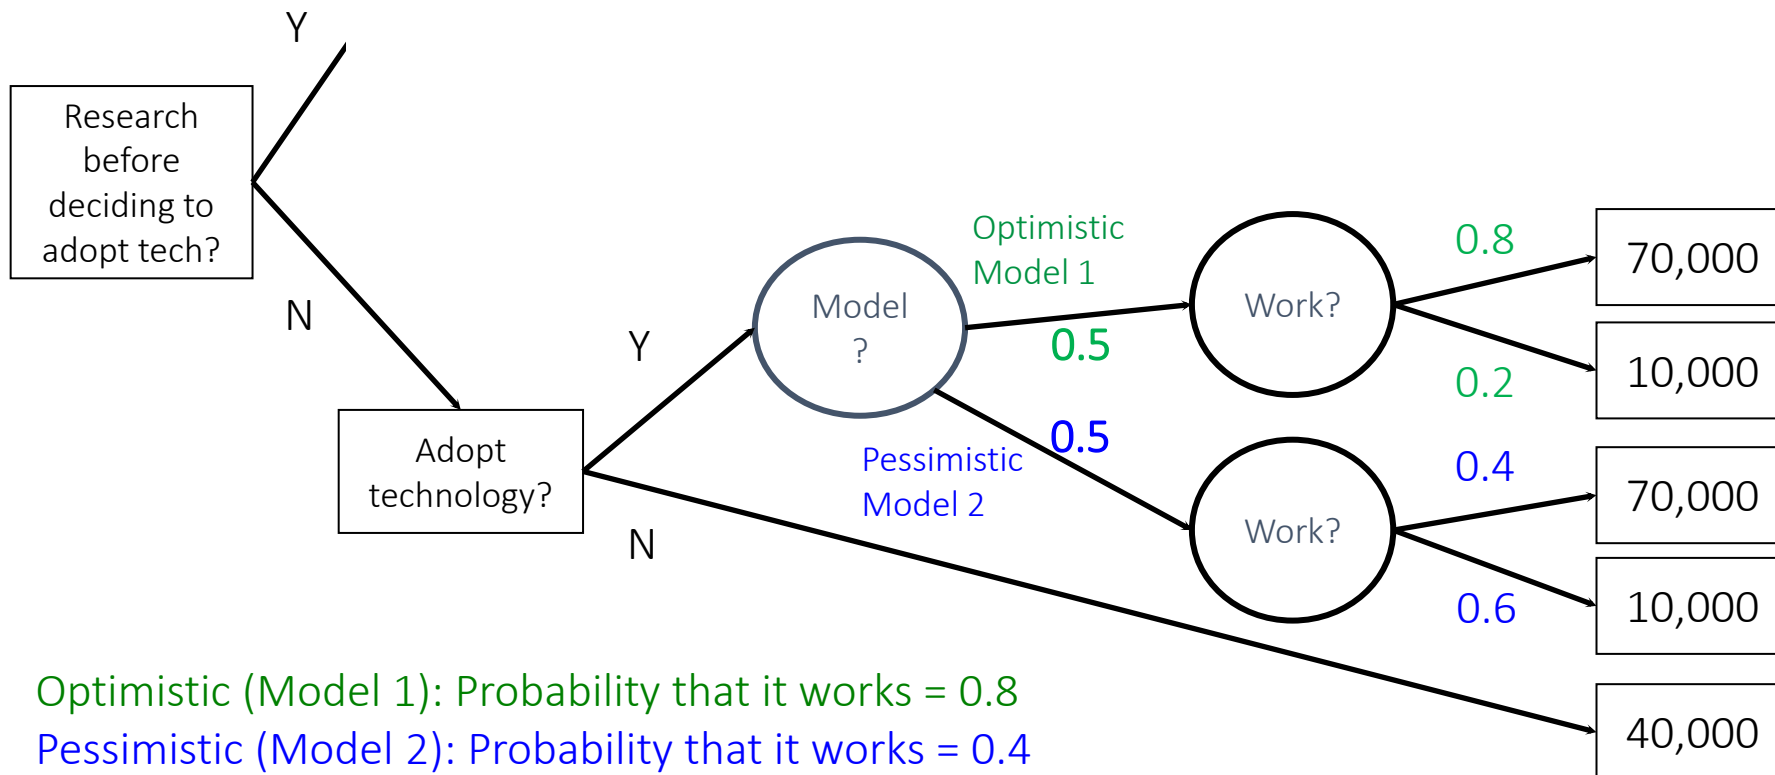 Y
Research
before
deciding to
adopt tech?
N
Adopt
technology?
Y
N
Model
?
Optimistic
Model 1
0.5
0.5
Pessimistic
Model 2
Work?
0.8
0.2
70,000
10,000
Work?
0.4
0.6
70,000
10,000
40,000
Optimistic (Model 1): Probability that it works = 0.8
Pessimistic (Model 2): Probability that it works = 0.4